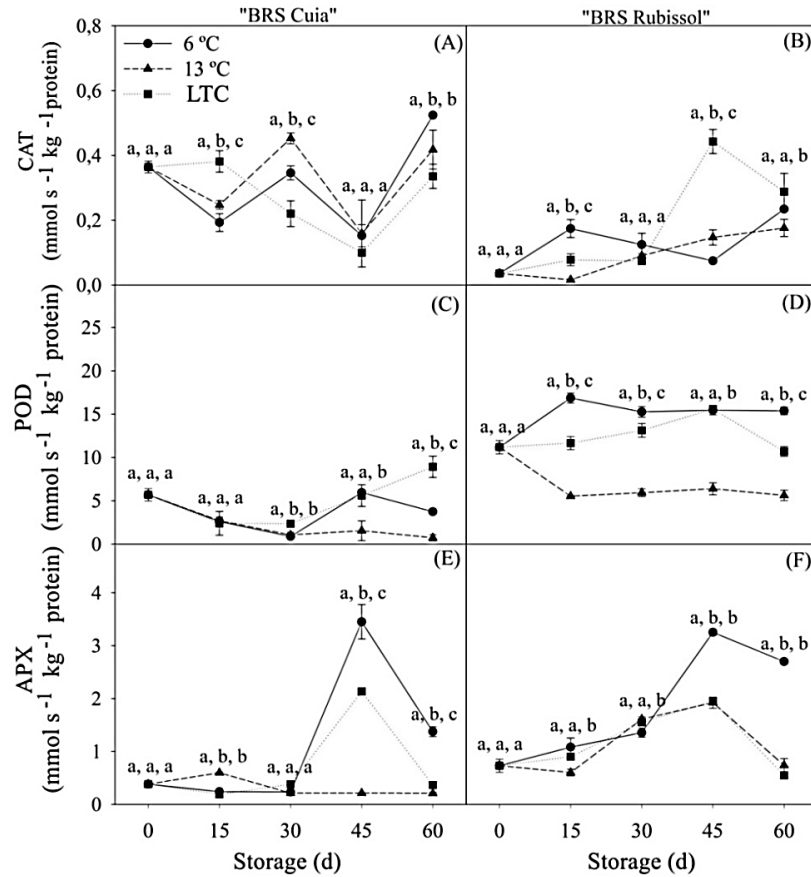 "BRS Cuia"
"BRS Rubissol"
6 ºC
13 ºC
LTC
(A)
a, a, a
a, b, c
a, b, c
a, a, a
a, b, b
CAT
(mmol s -1 kg -1protein)
0,8
0,6
0,4
0,2
0,0
(B)
a, a, a
a, b, c
a, a, a
a, b, c
a, a, b
(C)
a, a, a
a, a, a
a, b, b
a, a, b
a, b, c
POD
(mmol s -1 kg -1 protein)
25
20
15
10
5
0
(D)
a, a, a
a, b, c
a, b, c
a, a, b
a, b, c
(E)
a, a, a
a, b, b
a, a, a
a, b, c
a, b, c
APX
(mmol s -1 kg -1 protein)
4
3
2
1
0
(F)
a, a, a
a, a, b
a, a, b
a, b, b
a, b, b
0 15 30 45 60
0 15 30 45 60
Storage (d)
Storage (d)